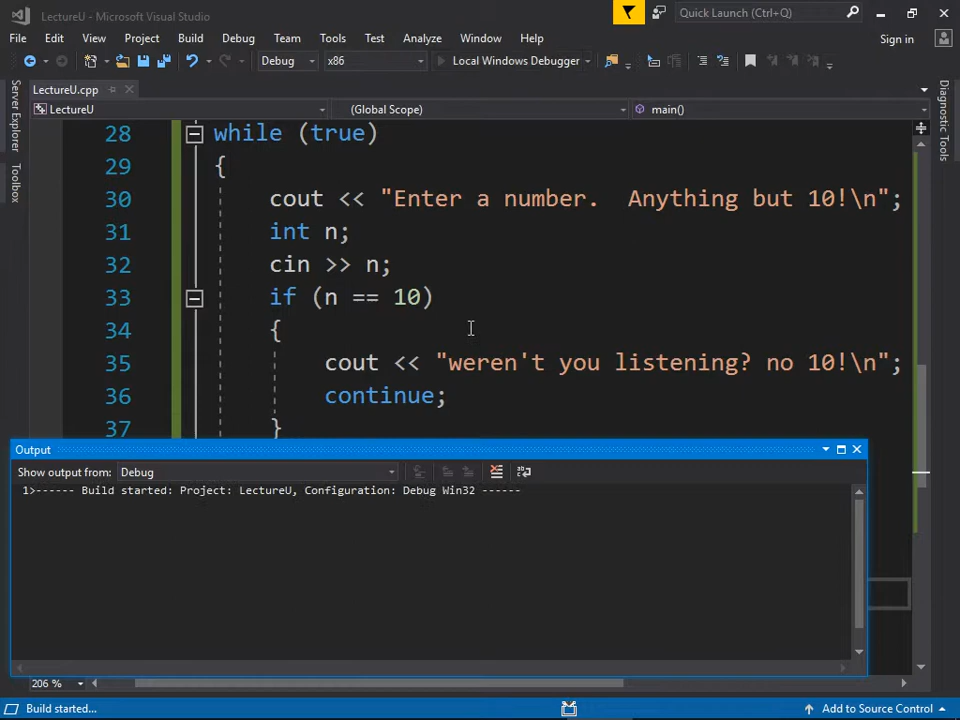 LectureU - Microsoft Visual Studio
Quick Launch (Ctrl+Q)
File Edit View Project Build Debug Team Tools Test Analyze Window Help
Sign in
Debug x86 Local Windows Debugger
LectureU.cpp
LectureU (Global Scope) main()
Server Explorer
Toolbox
Diagnostic Tools
28 while (true)
29 {
30 cout << "Enter a number.  Anything but 10!\n";
31 int n;
32 cin >> n;
33 if (n == 10)
34 {
35 cout << "weren't you listening? no 10!\n";
36 continue;
37 }
Output
Show output from: Debug
1>------ Build started: Project: LectureU, Configuration: Debug Win32 ------
206 %
Build started...
Add to Source Control